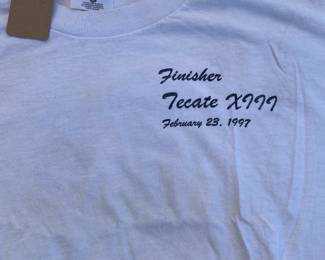 Finisher
Tecate XIII
February 23, 1997